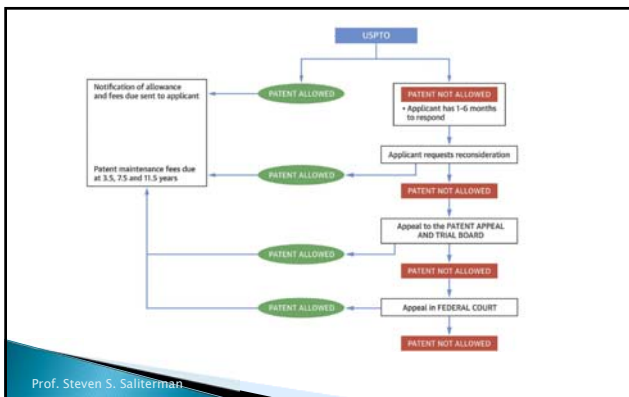 USPTO
Notification of allowance
and fees due sent to applicant
PATENT ALLOWED
PATENT NOT ALLOWED
• Applicant has 1-6 months
to respond
Applicant requests reconsideration
Patent maintenance fees due
at 3.5, 7.5 and 11.5 years
PATENT ALLOWED
PATENT NOT ALLOWED
Appeal to the PATENT APPEAL
AND TRIAL BOARD
PATENT ALLOWED
PATENT NOT ALLOWED
PATENT ALLOWED
Appeal in FEDERAL COURT
PATENT NOT ALLOWED
Prof. Steven S. Saliterman